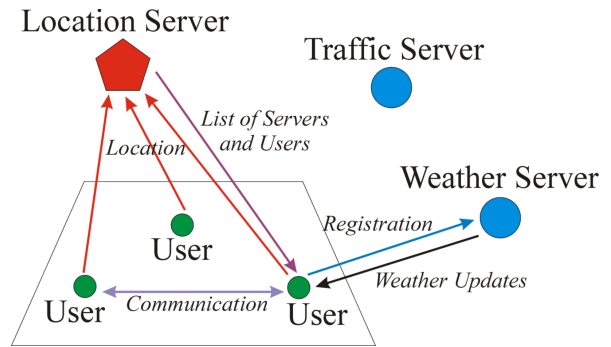 Location Server
Traffic Server
List of Servers
and Users
Location
Weather Server
Registration
User
Weather Updates
Communication
User
User